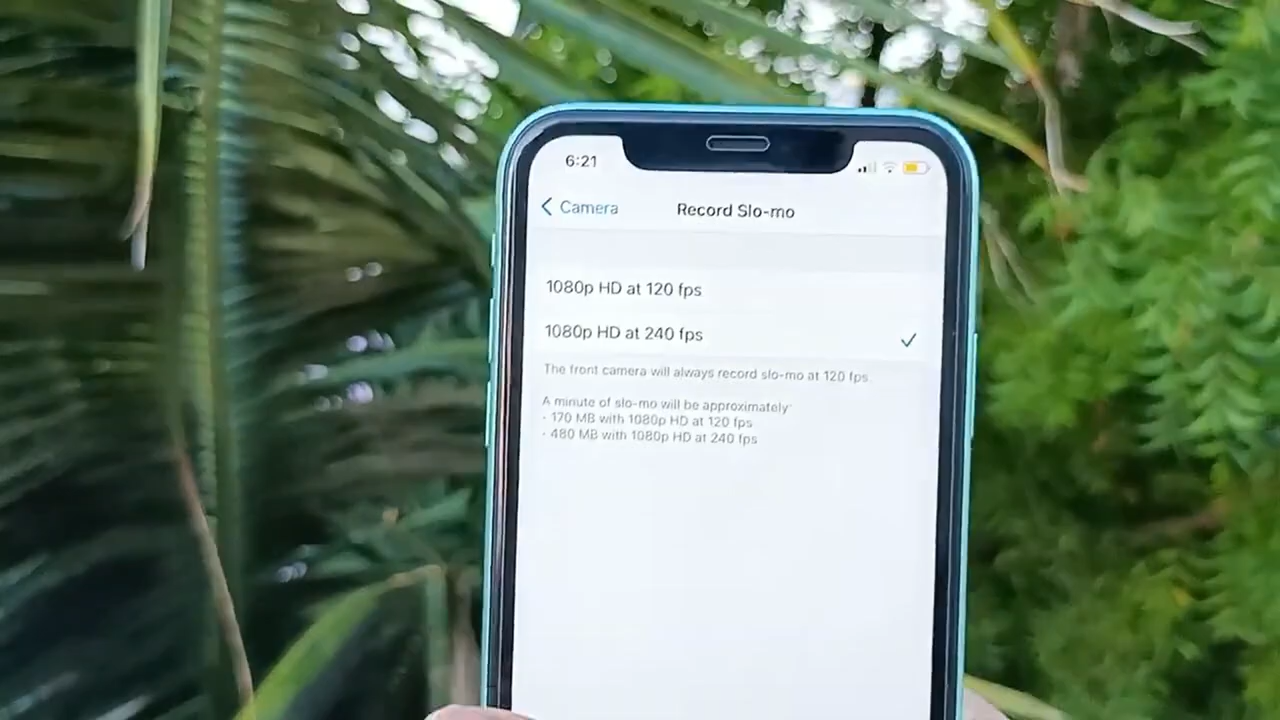 6:21
Camera
Record Slo-mo
1080p HD at 120 fps
1080p HD at 240 fps
The front camera will always record slo-mo at 120 fps.
A minute of slo-mo will be approximately:
- 170 MB with 1080p HD at 120 fps
- 480 MB with 1080p HD at 240 fps